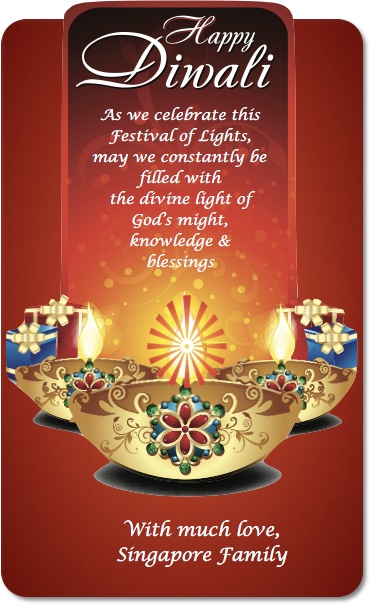 Happy
Diwali
As we celebrate this
Festival of Lights,
may we constantly be
filled with
the divine light of
God's might,
knowledge &
blessings
With much love,
Singapore Family